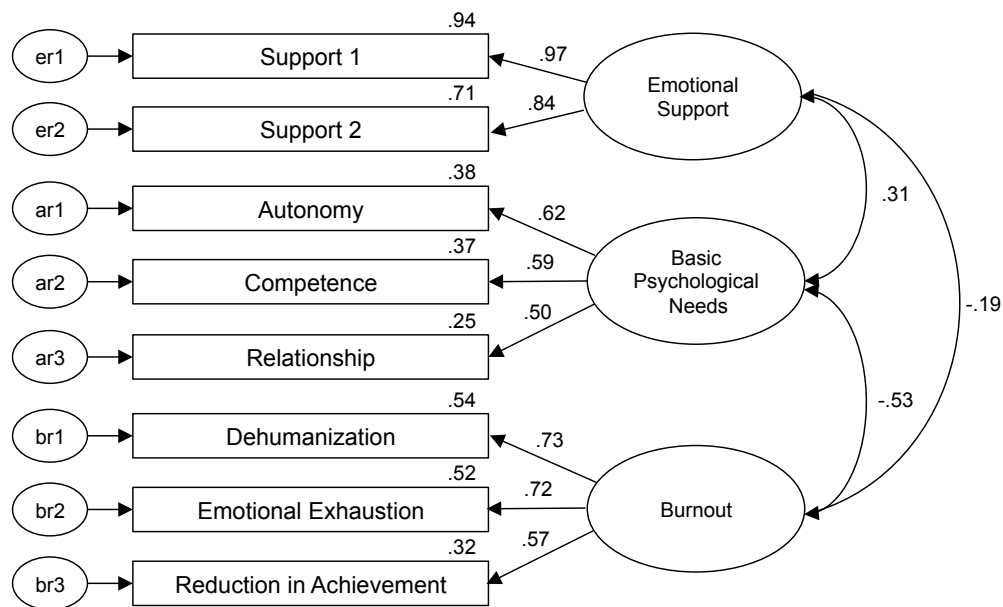 .94
er1
Support 1
.97
Emotional
Support
.71
er2
Support 2
.84
.31
.38
ar1
Autonomy
.62
.37
ar2
Competence
.59
Basic
Psychological
Needs
-.19
.25
ar3
Relationship
.50
-.53
.54
br1
Dehumanization
.73
.52
br2
Emotional Exhaustion
.72
Burnout
.32
br3
Reduction in Achievement
.57